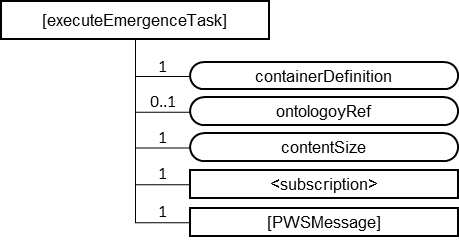 [executeEmergenceTask]
1
containerDefinition
0..1
ontologoyRef
1
contentSize
1
<subscription>
1
[PWSMessage]